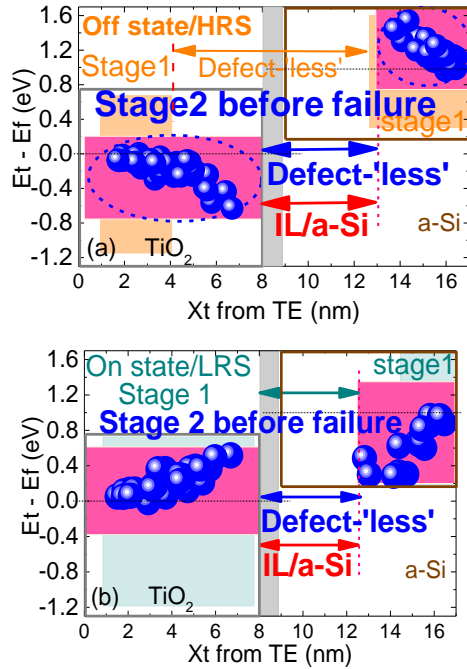 Off state/HRS
Stage1
Defect-'less'
stage1
Stage2 before failure
Defect-'less'
IL/a-Si
(a)
TiO2
a-Si
1.6
1.2
0.8
0.4
0.0
-0.4
-0.8
-1.2
Et - Ef (eV)
0 2 4 6 8 10 12 14 16
Xt from TE (nm)
On state/LRS
Stage 1
stage1
Stage 2 before failure
Defect-'less'
IL/a-Si
(b)
TiO2
a-Si
1.6
1.2
0.8
0.4
0.0
-0.4
-0.8
-1.2
Et - Ef (eV)
0 2 4 6 8 10 12 14 16
Xt from TE (nm)